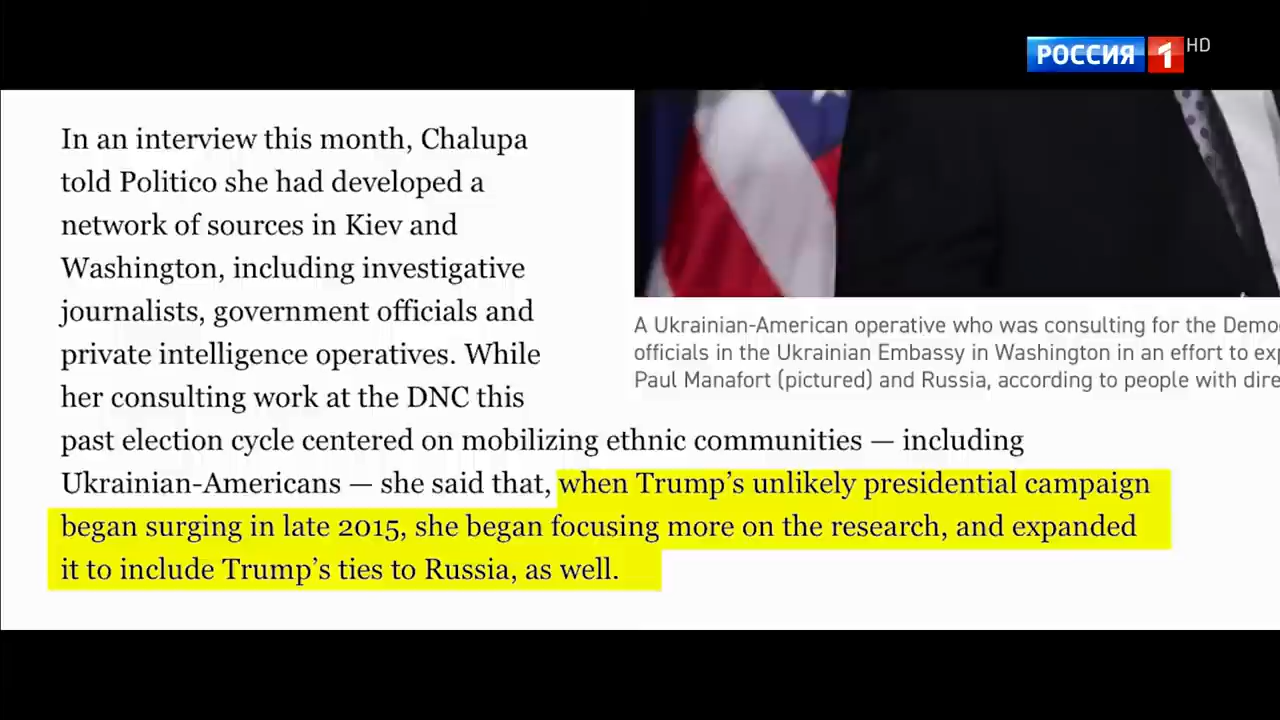 РОССИЯ 1 HD
In an interview this month, Chalupa
told Politico she had developed a
network of sources in Kiev and
Washington, including investigative
journalists, government officials and
private intelligence operatives. While
her consulting work at the DNC this
past election cycle centered on mobilizing ethnic communities — including
Ukrainian-Americans — she said that, when Trump’s unlikely presidential campaign
began surging in late 2015, she began focusing more on the research, and expanded
it to include Trump’s ties to Russia, as well.
A Ukrainian-American operative who was consulting for the Demo
officials in the Ukrainian Embassy in Washington in an effort to exp
Paul Manafort (pictured) and Russia, according to people with dire